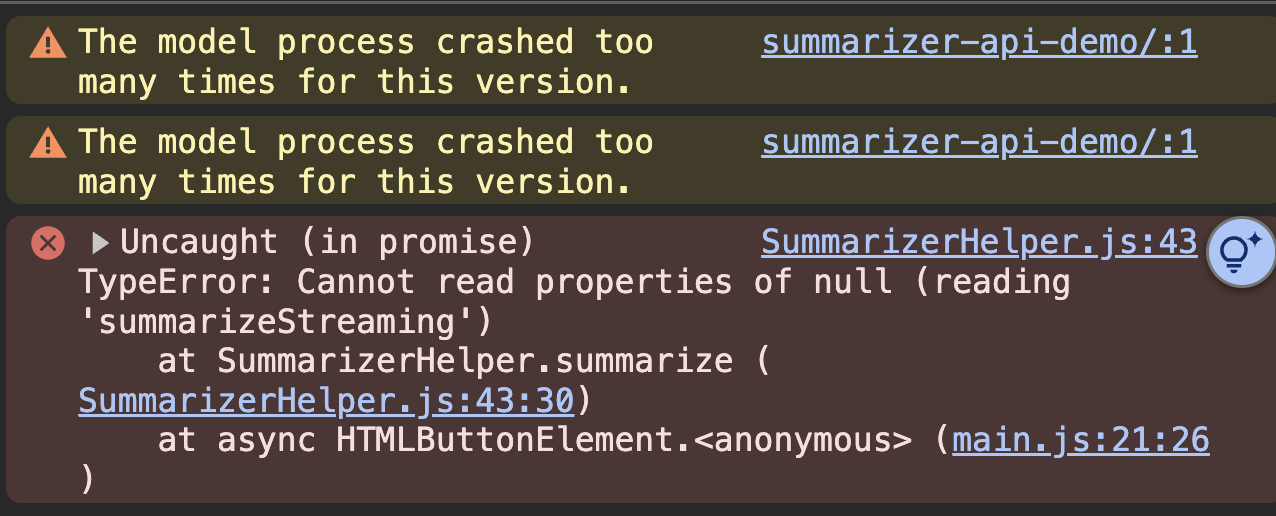 The model process crashed too summarizer-api-demo/:1
many times for this version.
The model process crashed too summarizer-api-demo/:1
many times for this version.
Uncaught (in promise) SummarizerHelper.js:43
TypeError: Cannot read properties of null (reading
'summarizeStreaming')
at SummarizerHelper.summarize (
SummarizerHelper.js:43:30)
at async HTMLButtonElement.<anonymous> (main.js:21:26
)